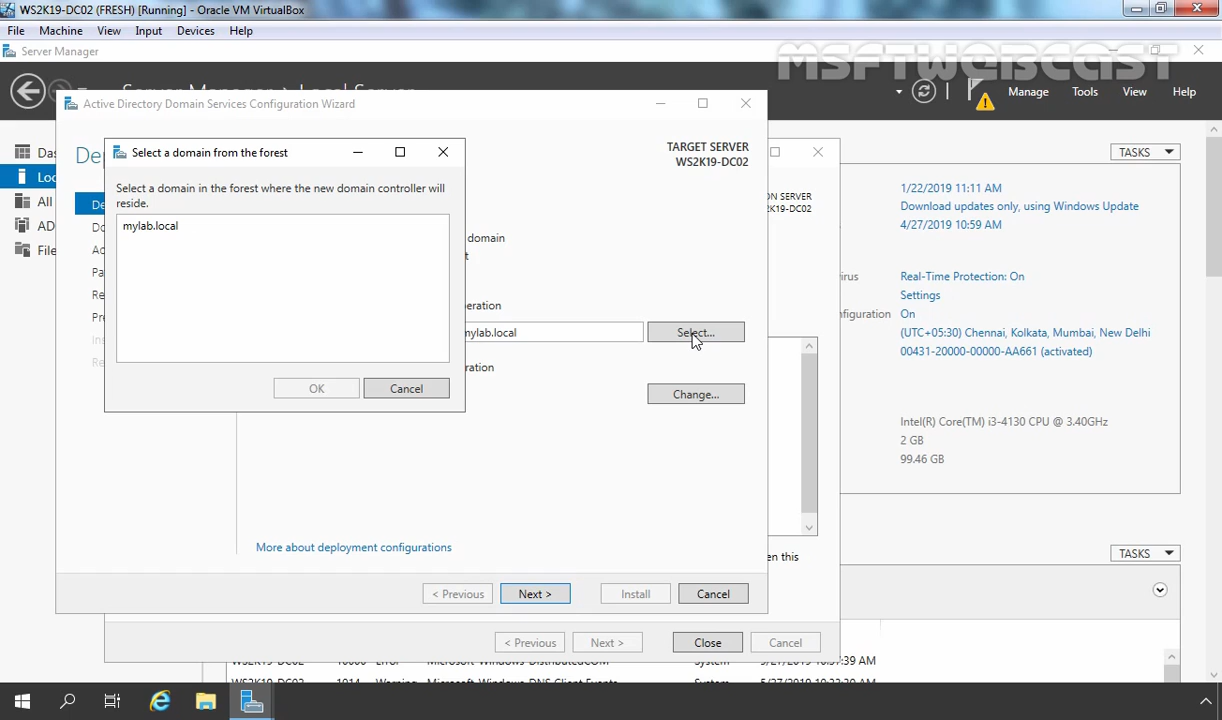 WS2K19-DC02 (FRESH) [Running] - Oracle VM VirtualBox
File Machine View Input Devices Help
Server Manager
MSFTWEBCAST
Manage Tools View Help
Active Directory Domain Services Configuration Wizard
TARGET SERVER
WS2K19-DC02
Select a domain from the forest
Select a domain in the forest where the new domain controller will
reside.
mylab.local
OK Cancel
domain
mylab.local Select...
Change...
More about deployment configurations
< Previous Next > Install Cancel
ON SERVER
2K19-DC02
en this
< Previous Next > Close Cancel
TASKS
1/22/2019 11:11 AM
Download updates only, using Windows Update
4/27/2019 10:59 AM
Real-Time Protection: On
Settings
On
(UTC+05:30) Chennai, Kolkata, Mumbai, New Delhi
00431-20000-00000-AA661 (activated)
Intel(R) Core(TM) i3-4130 CPU @ 3.40GHz
2 GB
99.46 GB
TASKS